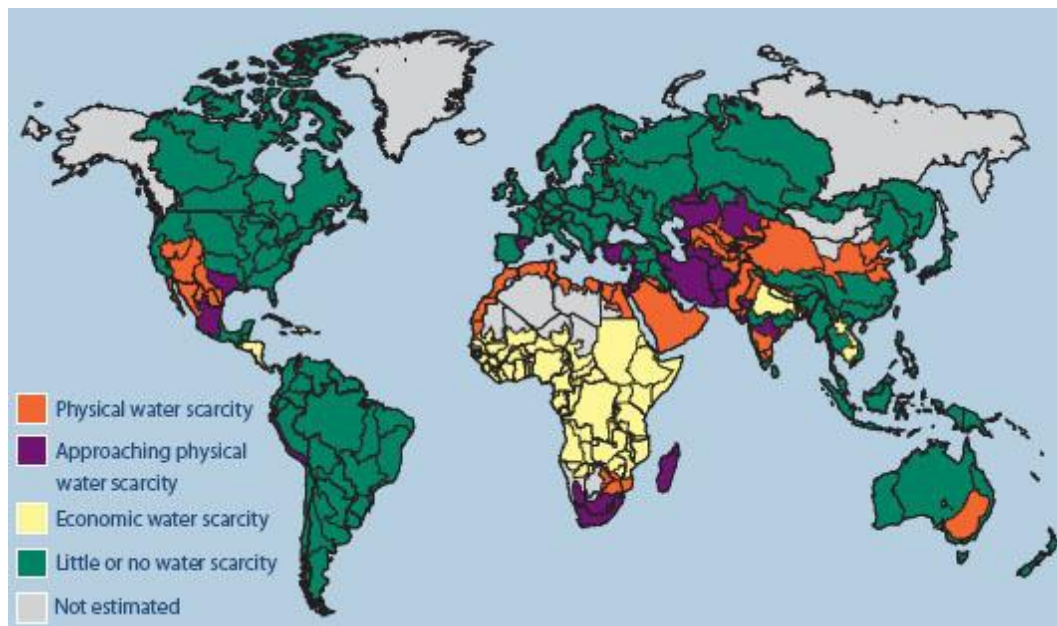 Physical water scarcity
Approaching physical
water scarcity
Economic water scarcity
Little or no water scarcity
Not estimated